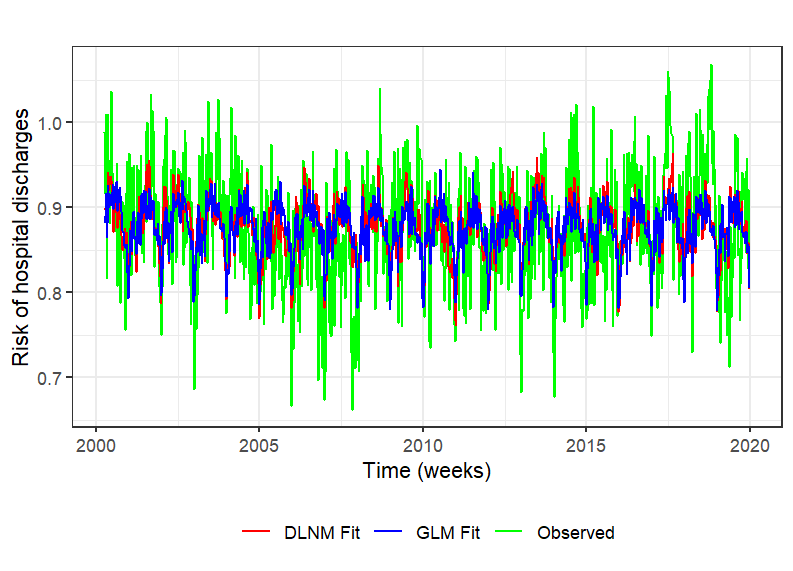 Risk of hospital discharges
1.0
0.9
0.8
0.7
2000 2005 2010 2015 2020
Time (weeks)
DLNM Fit GLM Fit Observed